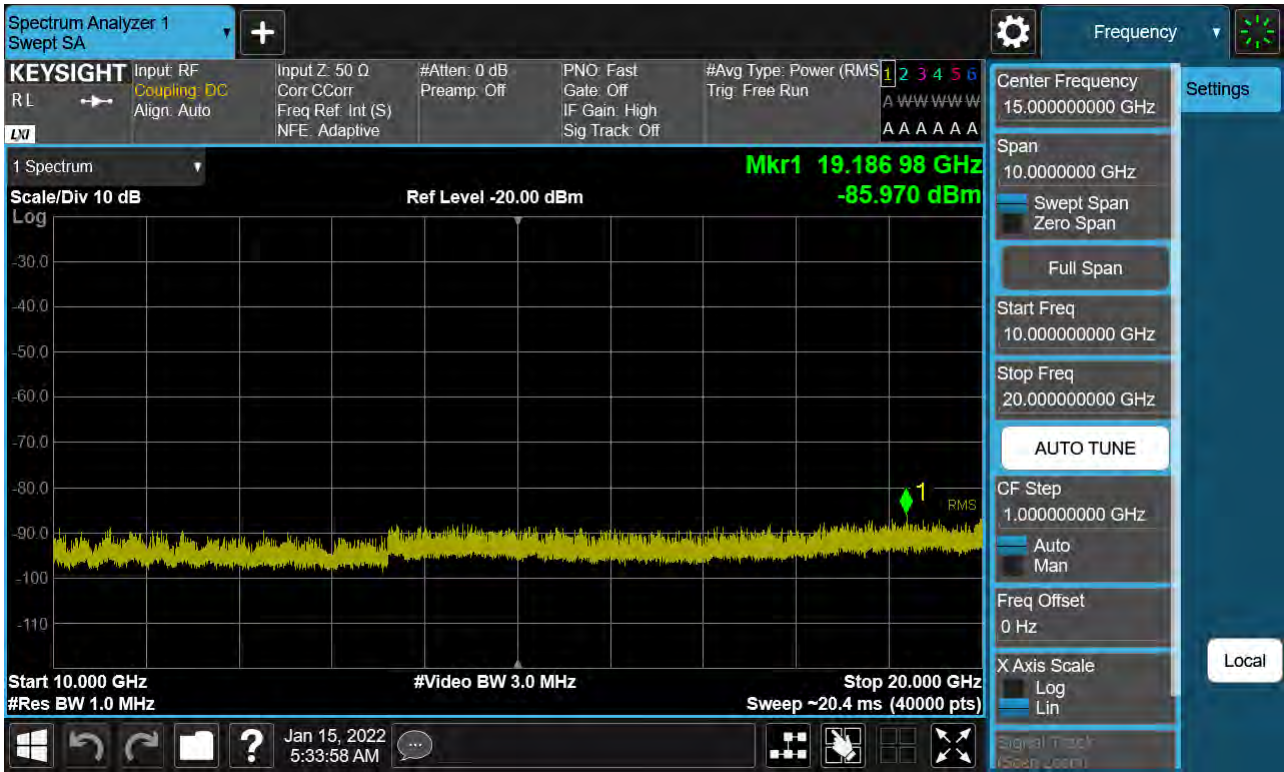 Spectrum Analyzer 1
Swept SA
+
Frequency
KEYSIGHT
RL
LXI
Input: RF
Coupling: DC
Align: Auto
Input Z: 50 Ω
Corr CCorr
Freq Ref: Int (S)
NFE: Adaptive
#Atten: 0 dB
Preamp: Off
PNO: Fast
Gate: Off
IF Gain: High
Sig Track: Off
#Avg Type: Power (RMS
Trig: Free Run
1 2 3 4 5 6
A W W W W W
A A A A A A
Center Frequency
15.000000000 GHz
Settings
Span
10.0000000 GHz
Swept Span
Zero Span
Full Span
Start Freq
10.000000000 GHz
Stop Freq
20.000000000 GHz
AUTO TUNE
CF Step
1.000000000 GHz
Auto
Man
Freq Offset
0 Hz
X Axis Scale
Log
Lin
Signal Track
(Span Zoom)
Local
1 Spectrum
Scale/Div 10 dB
Ref Level -20.00 dBm
Mkr1 19.186 98 GHz
-85.970 dBm
Log
-30.0
-40.0
-50.0
-60.0
-70.0
-80.0
-90.0
-100
-110
1
RMS
Start 10.000 GHz
#Video BW 3.0 MHz
Stop 20.000 GHz
#Res BW 1.0 MHz
Sweep ~20.4 ms (40000 pts)
?
Jan 15, 2022
5:33:58 AM